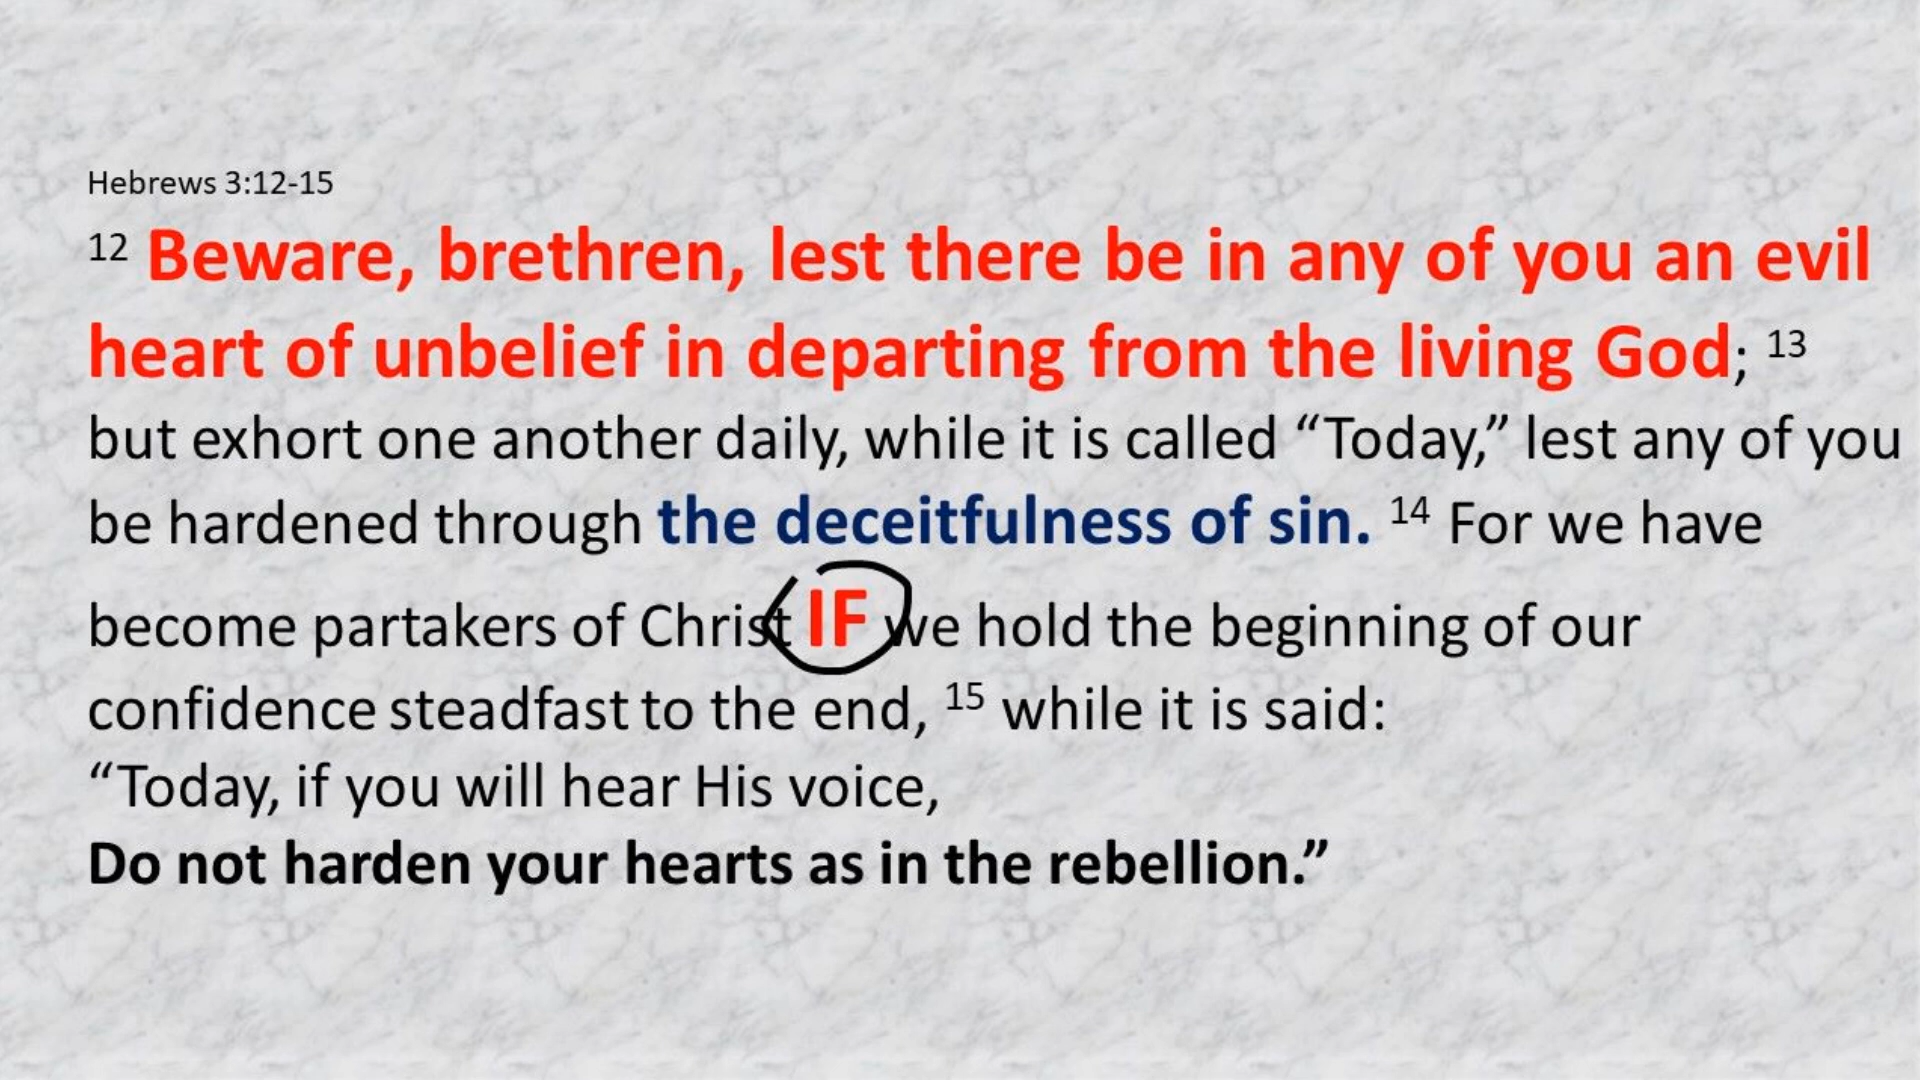 Hebrews 3:12-15
12 Beware, brethren, lest there be in any of you an evil
heart of unbelief in departing from the living God; 13
but exhort one another daily, while it is called “Today,” lest any of you
be hardened through the deceitfulness of sin. 14 For we have
become partakers of Christ IF we hold the beginning of our
confidence steadfast to the end, 15 while it is said:
“Today, if you will hear His voice,
Do not harden your hearts as in the rebellion.”